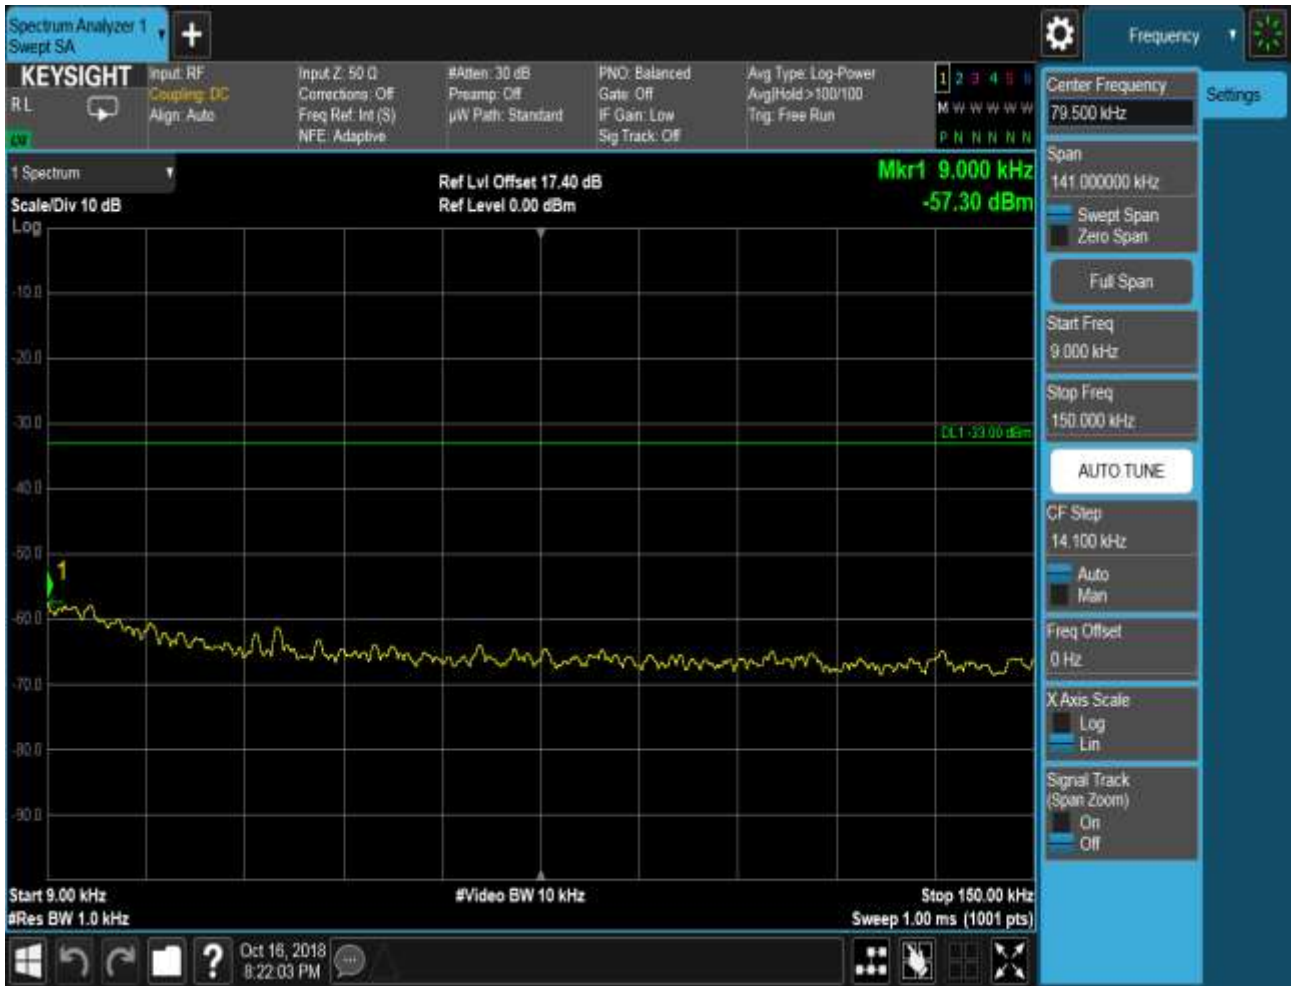 Spectrum Analyzer 1
Swept SA
Frequency
KEYSIGHT
RL
LXI
Input: RF
Coupling: DC
Align: Auto
Input Z: 50 Ω
Corrections: Off
Freq Ref: Int (S)
NFE: Adaptive
#Atten: 30 dB
Preamp: Off
µW Path: Standard
PNO: Balanced
Gate: Off
IF Gain: Low
Sig Track: Off
Avg Type: Log-Power
Avg|Hold:>100/100
Trig: Free Run
1 2 3 4 5 6
M W W W W W
P N N N N N
Center Frequency
79.500 kHz
Settings
Span
141.000000 kHz
Swept Span
Zero Span
Full Span
Start Freq
9.000 kHz
Stop Freq
150.000 kHz
AUTO TUNE
CF Step
14.100 kHz
Auto
Man
Freq Offset
0 Hz
X Axis Scale
Log
Lin
Signal Track
(Span Zoom)
On
Off
1 Spectrum
Scale/Div 10 dB
Log
Ref Lvl Offset 17.40 dB
Ref Level 0.00 dBm
Mkr1 9.000 kHz
-57.30 dBm
-10.0
-20.0
-30.0
DL1 -33.00 dBm
-40.0
-50.0
1
-60.0
-70.0
-80.0
-90.0
Start 9.00 kHz
#Video BW 10 kHz
Stop 150.00 kHz
#Res BW 1.0 kHz
Sweep 1.00 ms (1001 pts)
?
Oct 16, 2018
8:22:03 PM